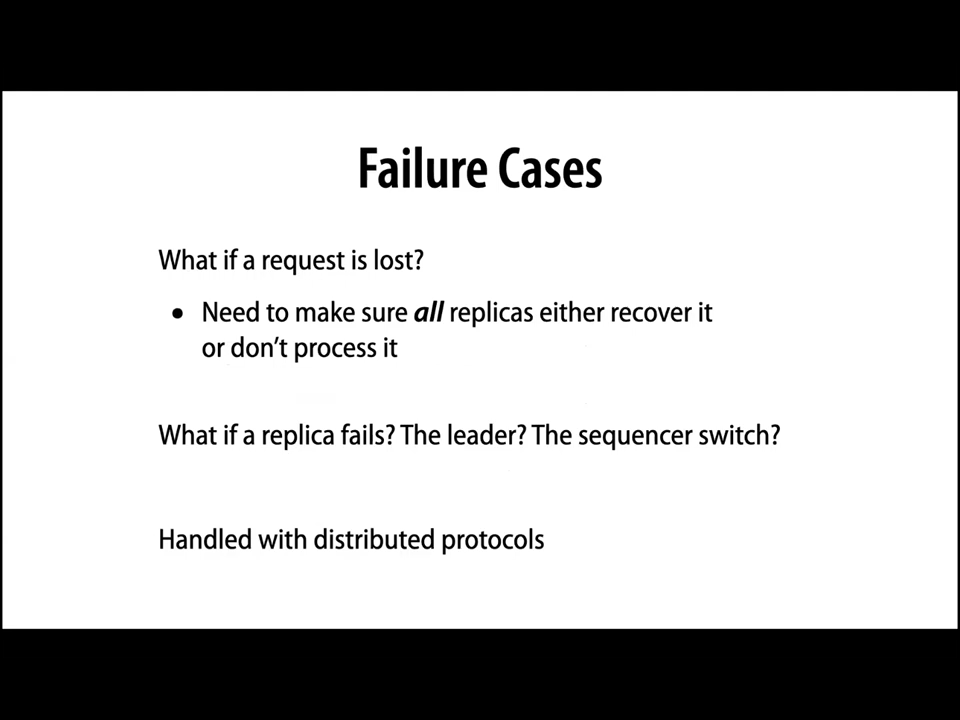 Failure Cases
What if a request is lost?
• Need to make sure all replicas either recover it
or don’t process it
What if a replica fails? The leader? The sequencer switch?
Handled with distributed protocols